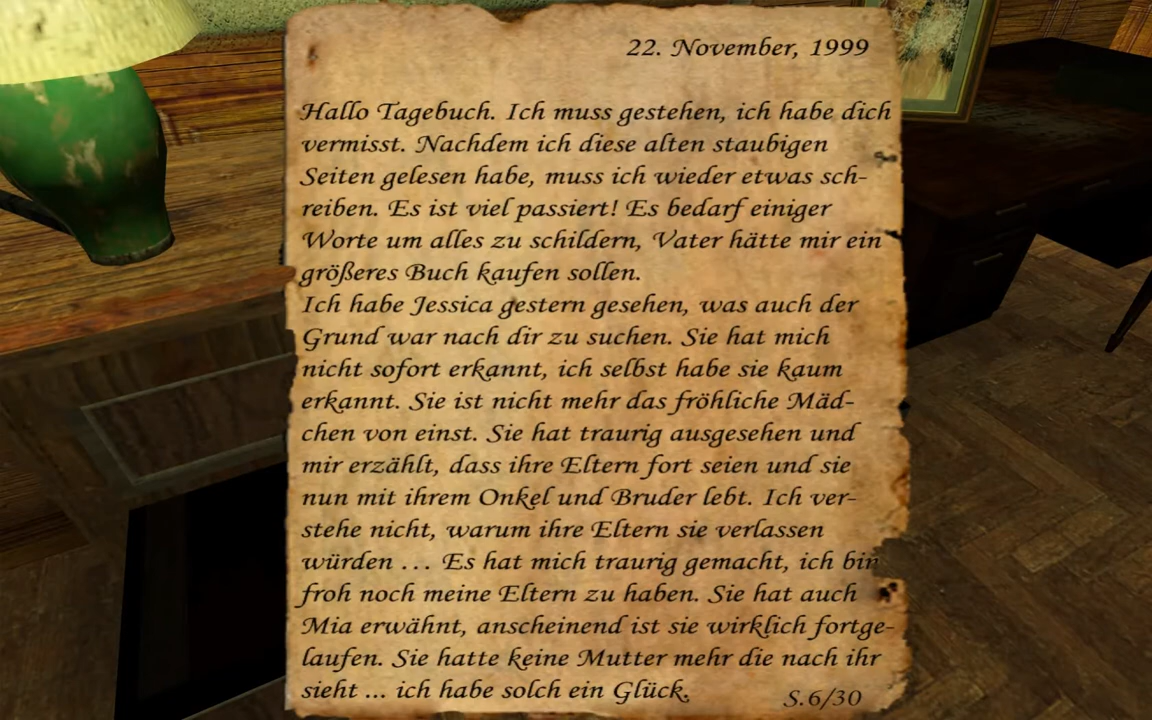 22. November, 1999
Hallo Tagebuch. Ich muss gestehen, ich habe dich
vermisst. Nachdem ich diese alten staubigen
Seiten gelesen habe, muss ich wieder etwas sch-
reiben. Es ist viel passiert! Es bedarf einiger
Worte um alles zu schildern, Vater hätte mir ein
größeres Buch kaufen sollen.
Ich habe Jessica gestern gesehen, was auch der
Grund war nach dir zu suchen. Sie hat mich
nicht sofort erkannt, ich selbst habe sie kaum
erkannt. Sie ist nicht mehr das fröhliche Mäd-
chen von einst. Sie hat traurig ausgesehen und
mir erzählt, dass ihre Eltern fort seien und sie
nun mit ihrem Onkel und Bruder lebt. Ich ver-
stehe nicht, warum ihre Eltern sie verlassen
würden ... Es hat mich traurig gemacht, ich bin
froh noch meine Eltern zu haben. Sie hat auch
Mia erwähnt, anscheinend ist sie wirklich fortge-
laufen. Sie hatte keine Mutter mehr die nach ihr
sieht ... ich habe solch ein Glück.
S.6/30